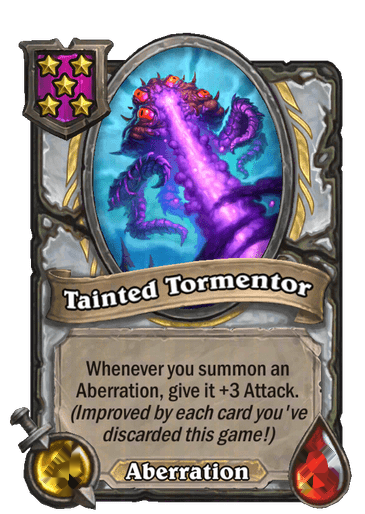 Tainted Tormentor
Whenever you summon an
Aberration, give it +3 Attack.
(Improved by each card you've
discarded this game!)
Aberration